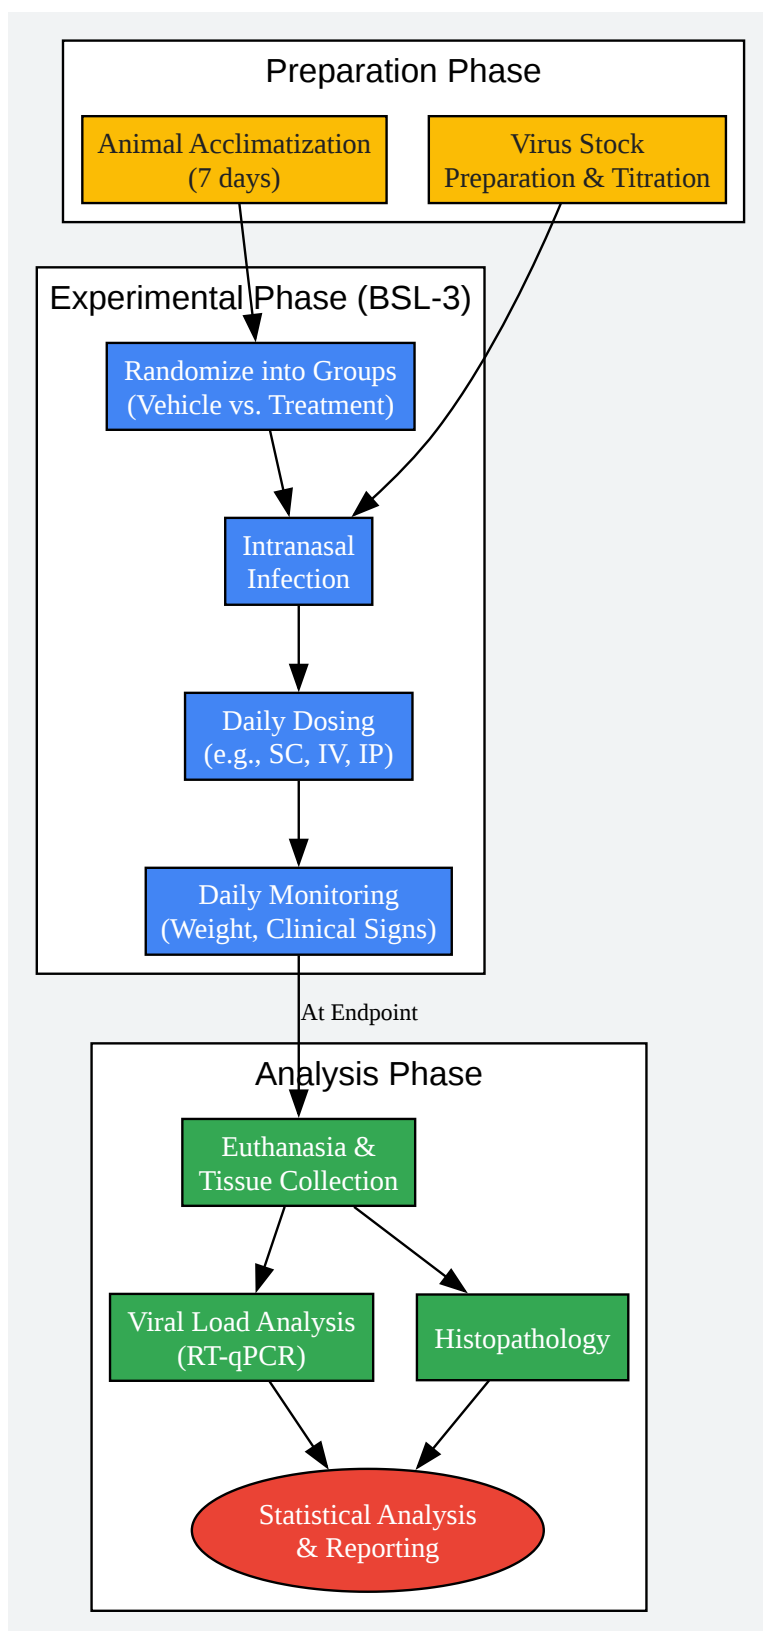 Preparation Phase
Animal Acclimatization
(7 days)
Virus Stock
Preparation & Titration
Experimental Phase (BSL-3)
Randomize into Groups
(Vehicle vs. Treatment)
Intranasal
Infection
Daily Dosing
(e.g., SC, IV, IP)
Daily Monitoring
(Weight, Clinical Signs)
At Endpoint
Analysis Phase
Euthanasia &
Tissue Collection
Viral Load Analysis
(RT-qPCR)
Histopathology
Statistical Analysis
& Reporting